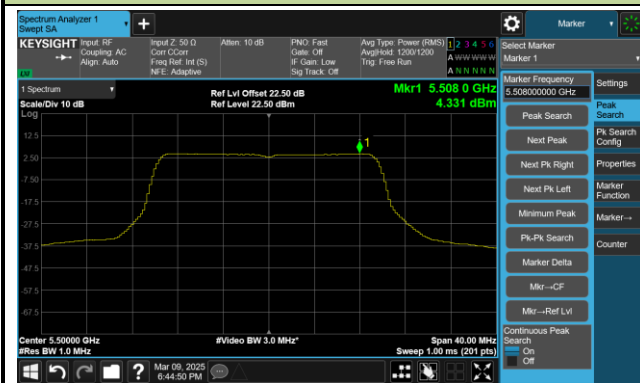 Spectrum Analyzer 1
Swept SA
+
Marker
KEYSIGHT
Input: RF
Coupling: AC
Align: Auto
Input Z: 50 Ω
Corr CCorr
Freq Ref: Int (S)
NFE: Adaptive
Atten: 10 dB
PNO: Fast
Gate: Off
IF Gain: Low
Sig Track: Off
Avg Type: Power (RMS)
Avg|Hold: 1200/1200
Trig: Free Run
1 2 3 4 5 6
A W W W W W
A N N N N N
LVI
Select Marker
Marker 1
1 Spectrum
Scale/Div 10 dB
Log
Ref Lvl Offset 22.50 dB
Ref Level 22.50 dBm
Mkr1 5.508 0 GHz
4.331 dBm
12.5
2.50
-7.50
-17.5
-27.5
-37.5
-47.5
-57.5
-67.5
1
Center 5.50000 GHz
#Res BW 1.0 MHz
#Video BW 3.0 MHz*
Span 40.00 MHz
Sweep 1.00 ms (201 pts)
Marker Frequency
5.508000000 GHz
Peak Search
Next Peak
Next Pk Right
Next Pk Left
Minimum Peak
Pk-Pk Search
Marker Delta
Mkr→CF
Mkr→Ref Lvl
Continuous Peak
Search
On
Off
Settings
Peak
Search
Pk Search
Config
Properties
Marker
Function
Marker→
Counter
Mar 09, 2025
6:44:50 PM